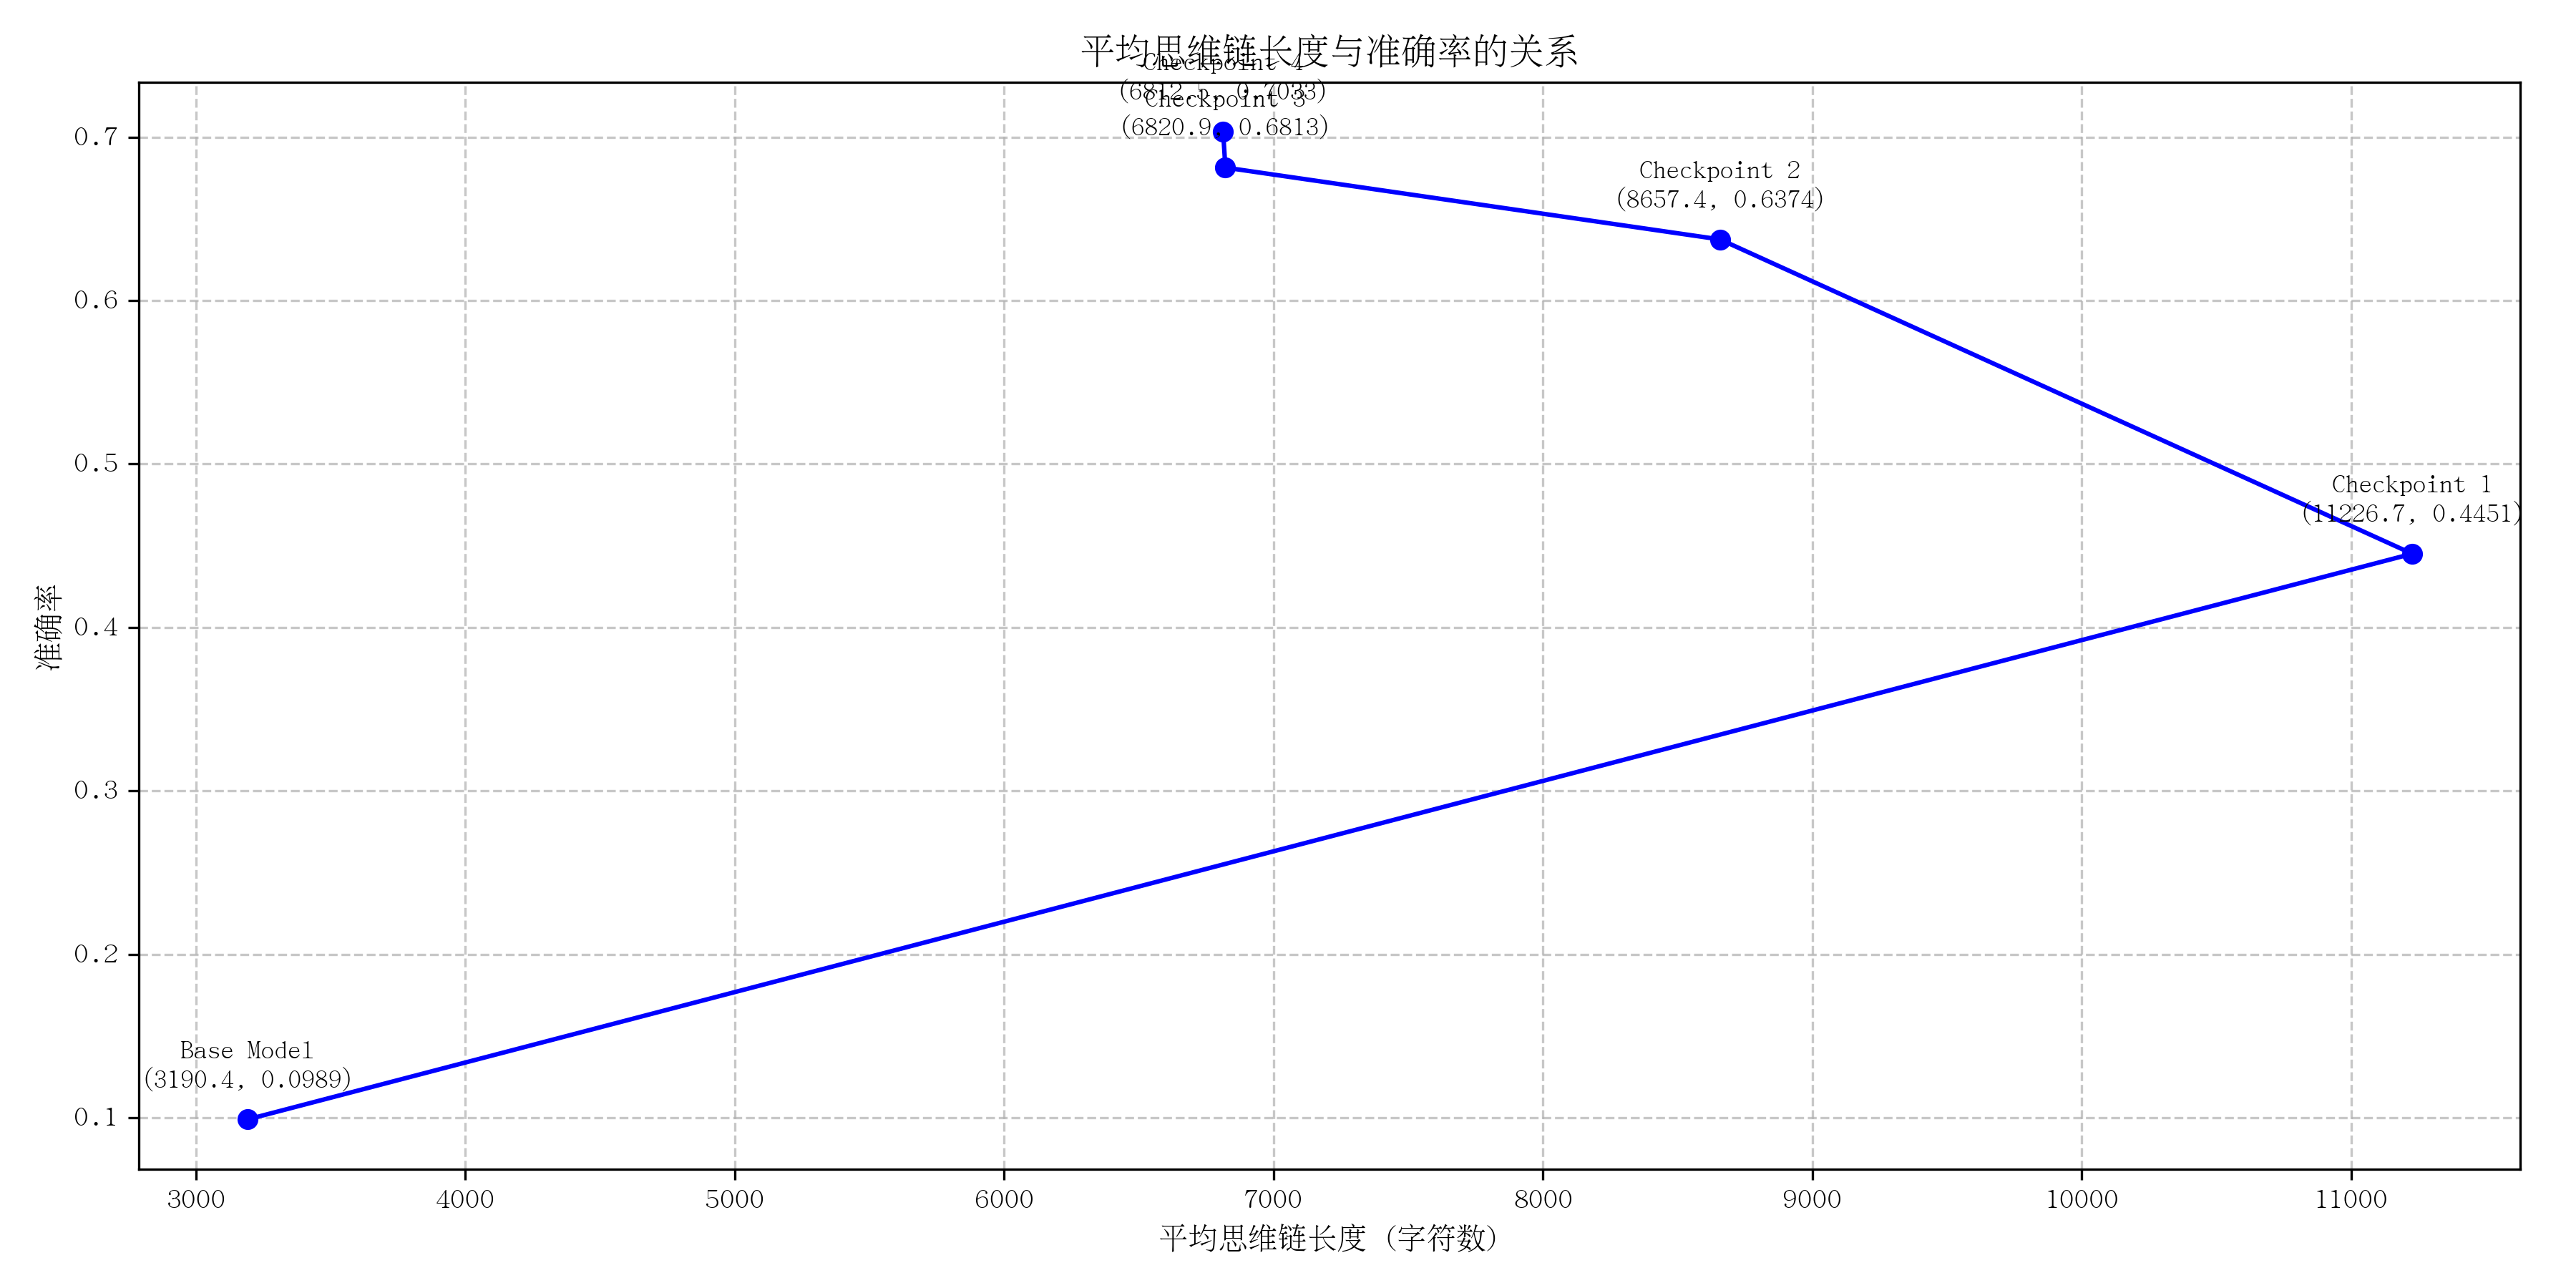 平均思维链长度与准确率的关系
Checkpoint 4
(6812.5, 0.7033)
Checkpoint 3
(6820.9, 0.6813)
Checkpoint 2
(8657.4, 0.6374)
Checkpoint 1
(11226.7, 0.4451)
Base Model
(3190.4, 0.0989)
准确率
0.7
0.6
0.5
0.4
0.3
0.2
0.1
3000 4000 5000 6000 7000 8000 9000 10000 11000
平均思维链长度 (字符数)